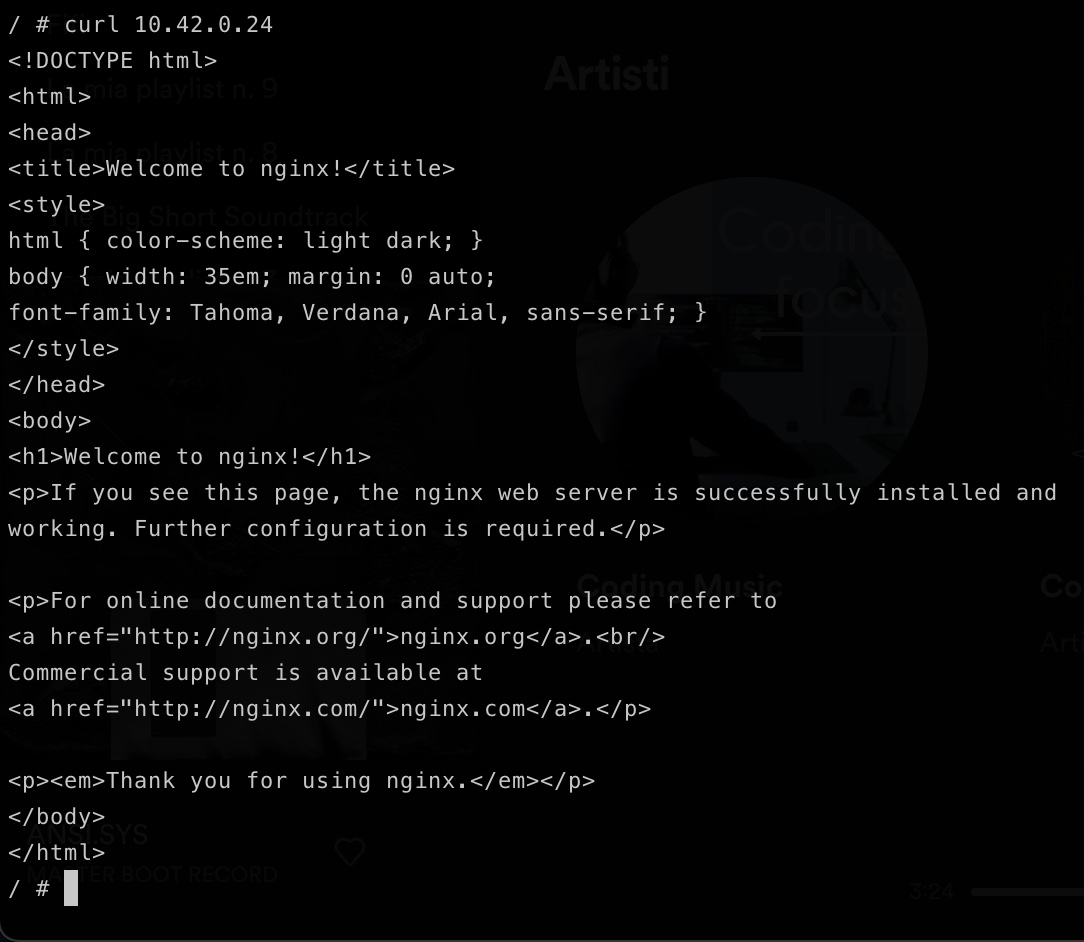 / # curl 10.42.0.24
<!DOCTYPE html>
<html>
<head>
<title>Welcome to nginx!</title>
<style>
html { color-scheme: light dark; }
body { width: 35em; margin: 0 auto;
font-family: Tahoma, Verdana, Arial, sans-serif; }
</style>
</head>
<body>
<h1>Welcome to nginx!</h1>
<p>If you see this page, the nginx web server is successfully installed and
working. Further configuration is required.</p>

<p>For online documentation and support please refer to
<a href="http://nginx.org/">nginx.org</a>.<br/>
Commercial support is available at
<a href="http://nginx.com/">nginx.com</a>.</p>

<p><em>Thank you for using nginx.</em></p>
</body>
</html>
/ #
Artisti
La mia playlist n. 9
La mia playlist n. 8
The Big Short Soundtrack
Coding
focus
Coding Music
Artista
MASTER BOOT RECORD
3:24